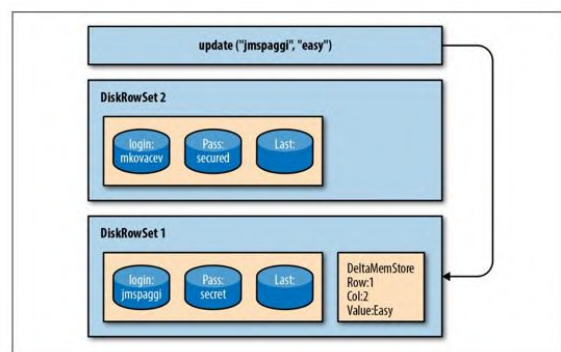 update ("jmspaggi", "easy")
DiskRowSet 2
login:
mkovacev
Pass:
secured
Last:
DiskRowSet 1
login:
jmspaggi
Pass:
secret
Last:
DeltaMemStore
Row:1
Col:2
Value:Easy